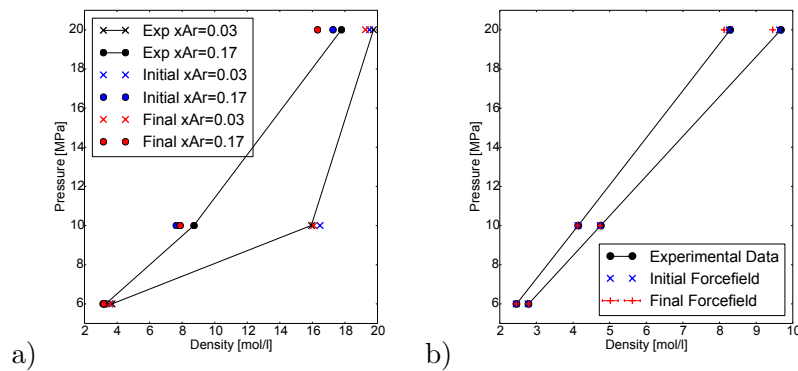 20
18
16
14
12
10
8
6
Pressure [MPa]
Exp xAr=0.03
Exp xAr=0.17
Initial xAr=0.03
Initial xAr=0.17
Final xAr=0.03
Final xAr=0.17
2 4 6 8 10 12 14 16 18 20
Density [mol/l]
a)
20
18
16
14
12
10
8
6
Pressure [MPa]
Experimental Data
Initial Forcefield
Final Forcefield
2 3 4 5 6 7 8 9 10
Density [mol/l]
b)